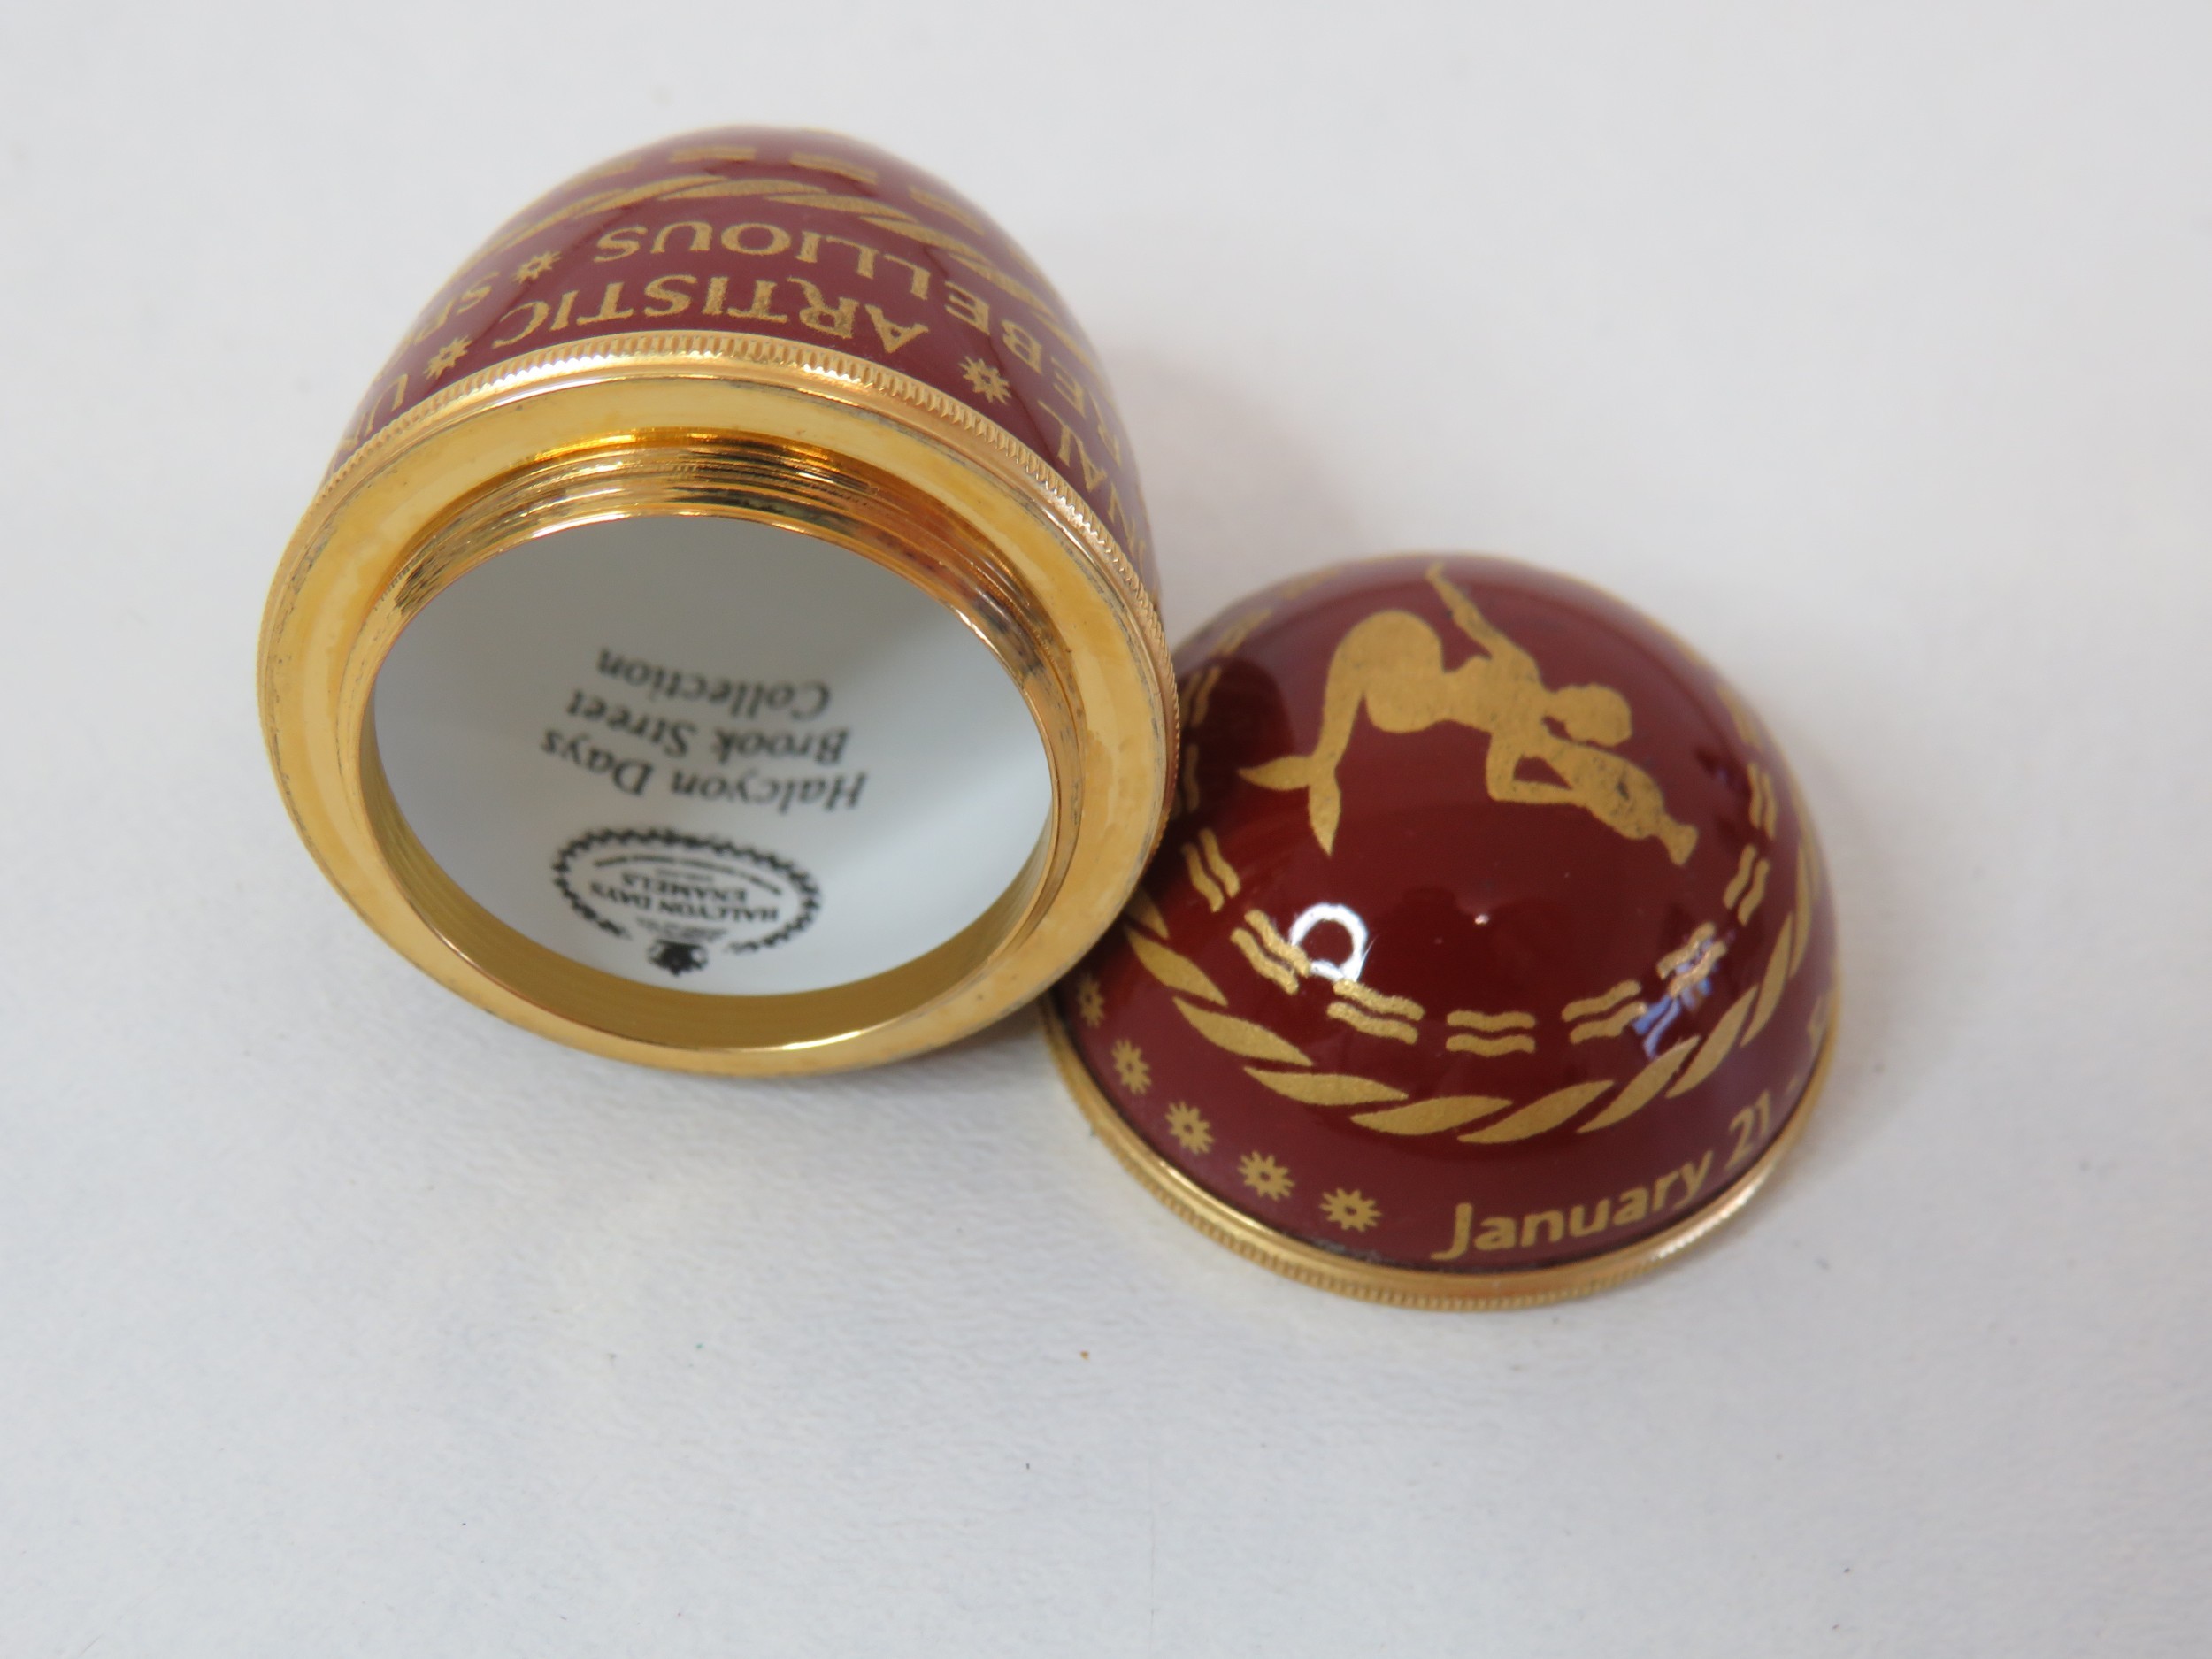 ARTISTIC
REBELLIOUS
HALCYON DAYS
ENAMELS
Halcyon Days
Brook Street
Collection
January 21